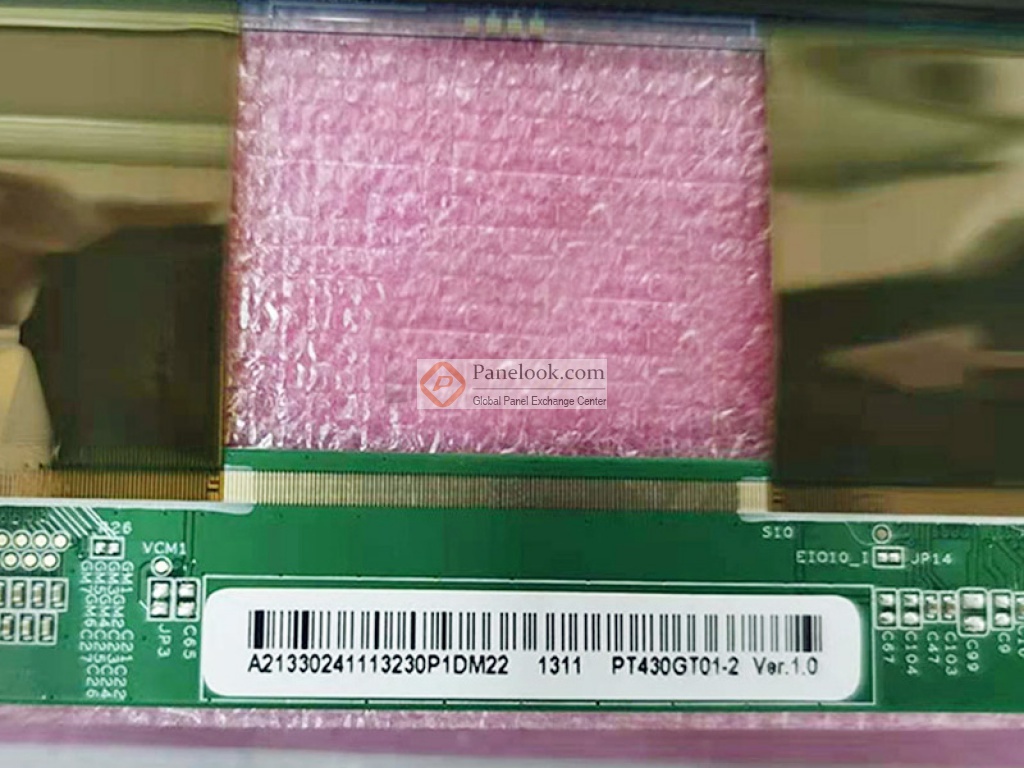 Panelook.com
Global Panel Exchange Center
VCM1
SIO
EIOIO_I
JP14
GM1
JP3
C65
C67
C104
C47
C103
C99
C9
A21330241113230P1DM22 1311 PT430GT01-2 Ver.1.0